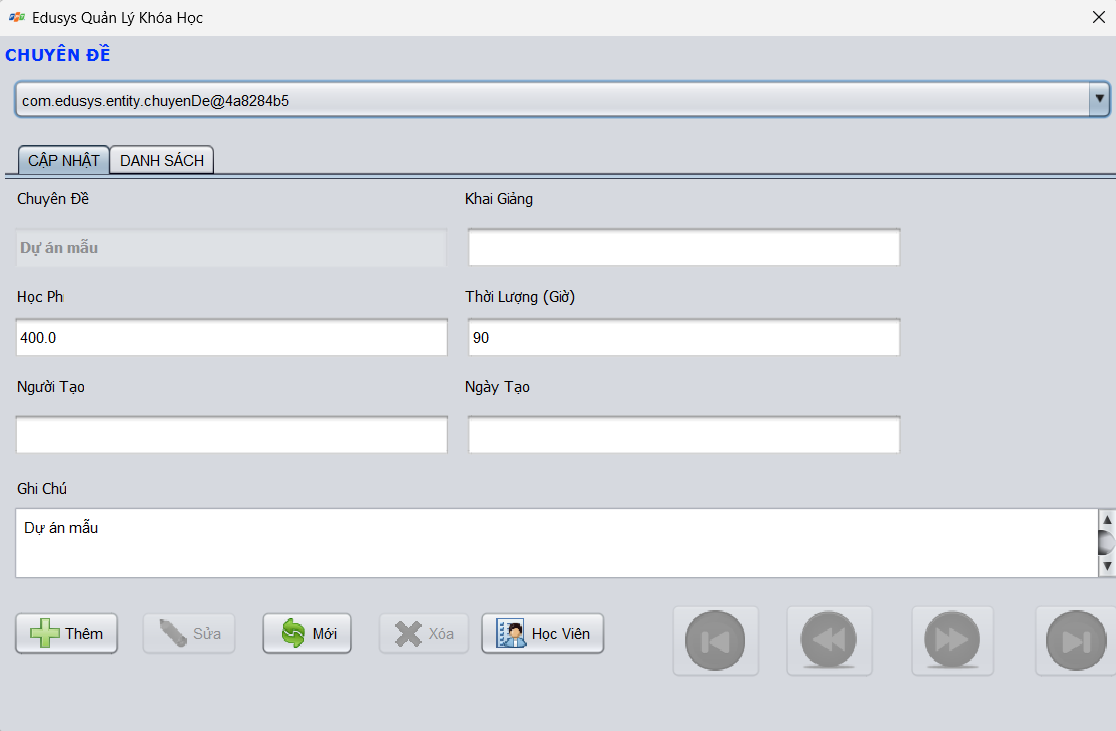 Edusys Quản Lý Khóa Học
CHUYÊN ĐỀ
com.edusys.entity.chuyenDe@4a8284b5
CẬP NHẬT DANH SÁCH
Chuyên Đề Khai Giảng
Dự án mẫu
Học Phí Thời Lượng (Giờ)
400.0 90
Người Tạo Ngày Tạo
Ghi Chú
Dự án mẫu
Thêm Sửa Mới Xóa Học Viên